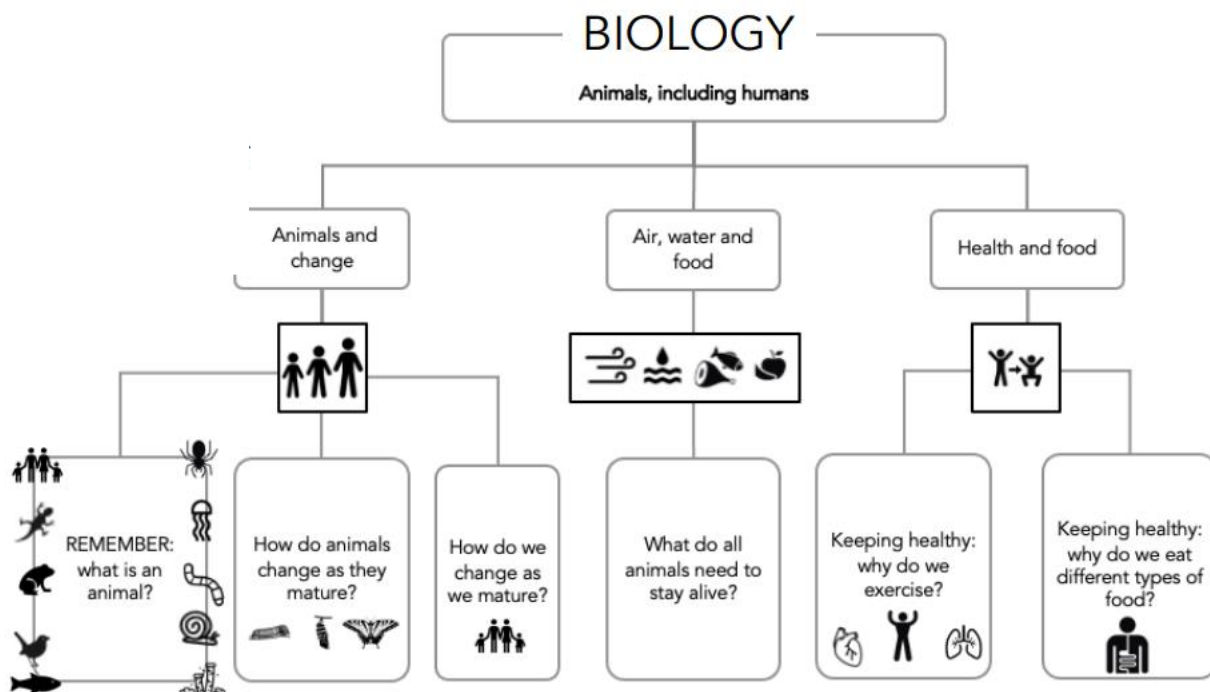 BIOLOGY
Animals, including humans
Animals and
change
Air, water and
food
Health and food
REMEMBER:
what is an
animal?
How do animals
change as they
mature?
How do we
change as
we mature?
What do all
animals need to
stay alive?
Keeping healthy:
why do we
exercise?
Keeping healthy:
why do we eat
different types of
food?